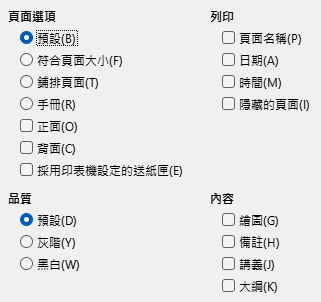 頁面選項
預設(B)
符合頁面大小(F)
鋪排頁面(T)
手冊(R)
正面(O)
背面(C)
採用印表機設定的送紙匣(E)
列印
頁面名稱(P)
日期(A)
時間(M)
隱藏的頁面(I)
品質
預設(D)
灰階(Y)
黑白(W)
內容
繪圖(G)
備註(H)
講義(J)
大綱(K)